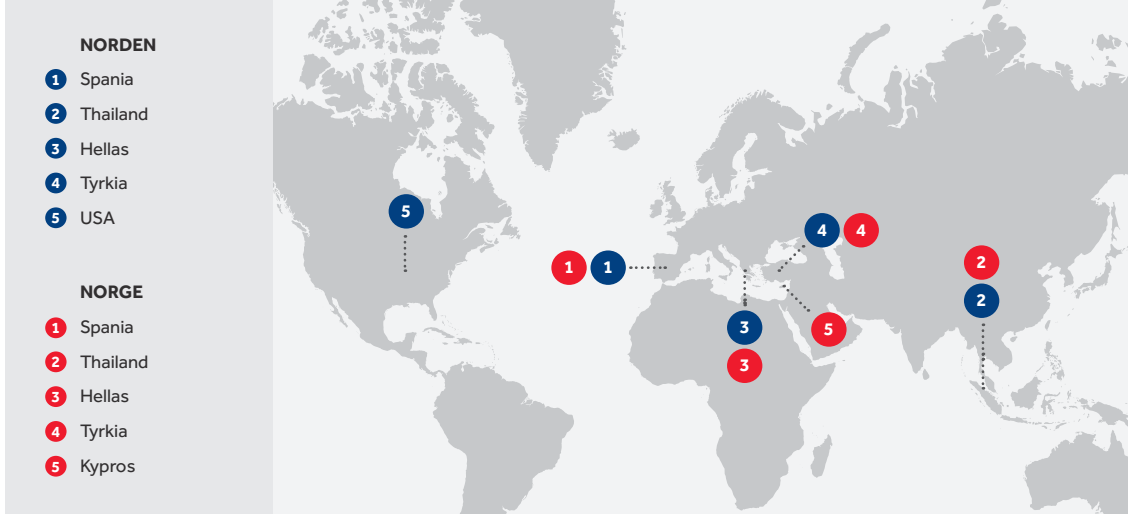 NORDEN
1 Spania
2 Thailand
3 Hellas
4 Tyrkia
5 USA
NORGE
1 Spania
2 Thailand
3 Hellas
4 Tyrkia
5 Kypros
5
4 4
1 1
2
2
3
5
3